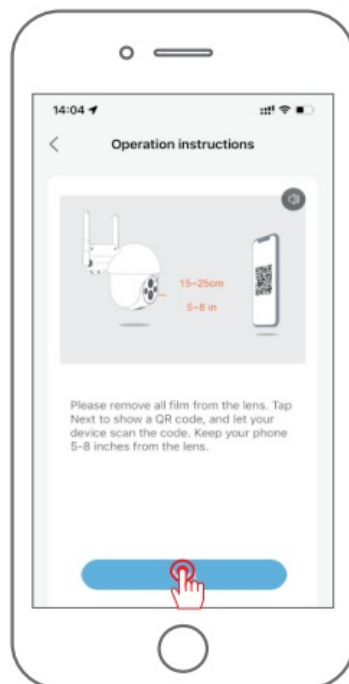 14:04
Operation instructions
15~25cm
5~8 in
Please remove all film from the lens. Tap
Next to show a QR code, and let your
device scan the code. Keep your phone
5-8 inches from the lens.